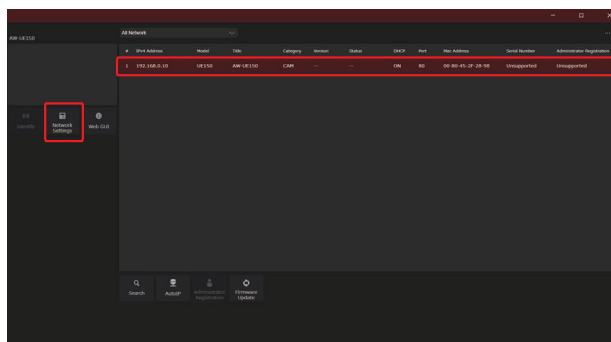 AW-UE150
All Network
# IPv4 Address Model Title Category Version Status DHCP Port Mac Address Serial Number Administrator Registration
1 192.168.0.10 UE150 AW-UE150 CAM --- --- ON 80 00-80-45-2F-28-98 Unsupported Unsupported
Identify Network Settings Web GUI
Search AutoIP Administrator Registration Firmware Update